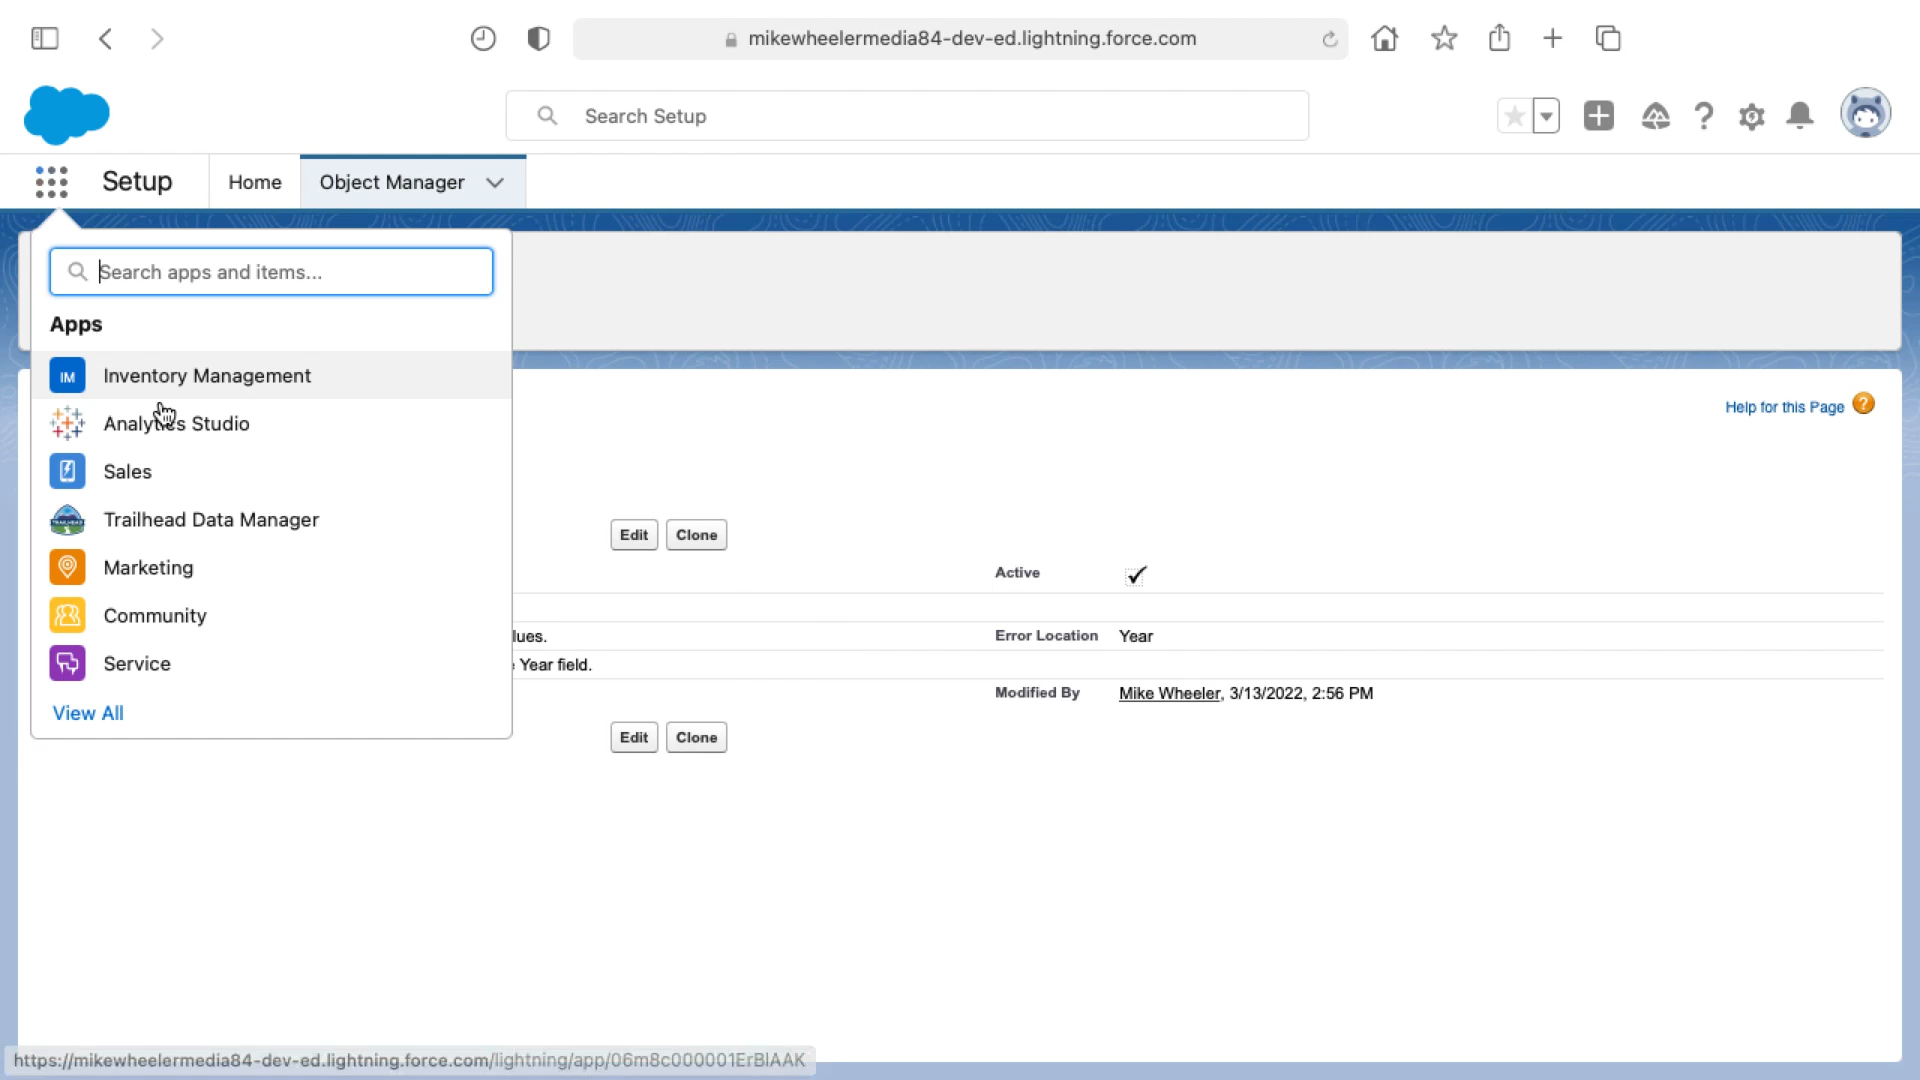 mikewheelermedia84-dev-ed.lightning.force.com
Search Setup
Setup
Home
Object Manager
Search apps and items...
Apps
IM Inventory Management
Analytics Studio
Sales
TRAILHEAD Trailhead Data Manager
Marketing
Community
Service
View All
Help for this Page ?
Edit Clone
Active
lues.
Error Location Year
Year field.
Modified By Mike Wheeler, 3/13/2022, 2:56 PM
Edit Clone
https://mikewheelermedia84-dev-ed.lightning.force.com/lightning/app/06m8c000001ErBIAAK